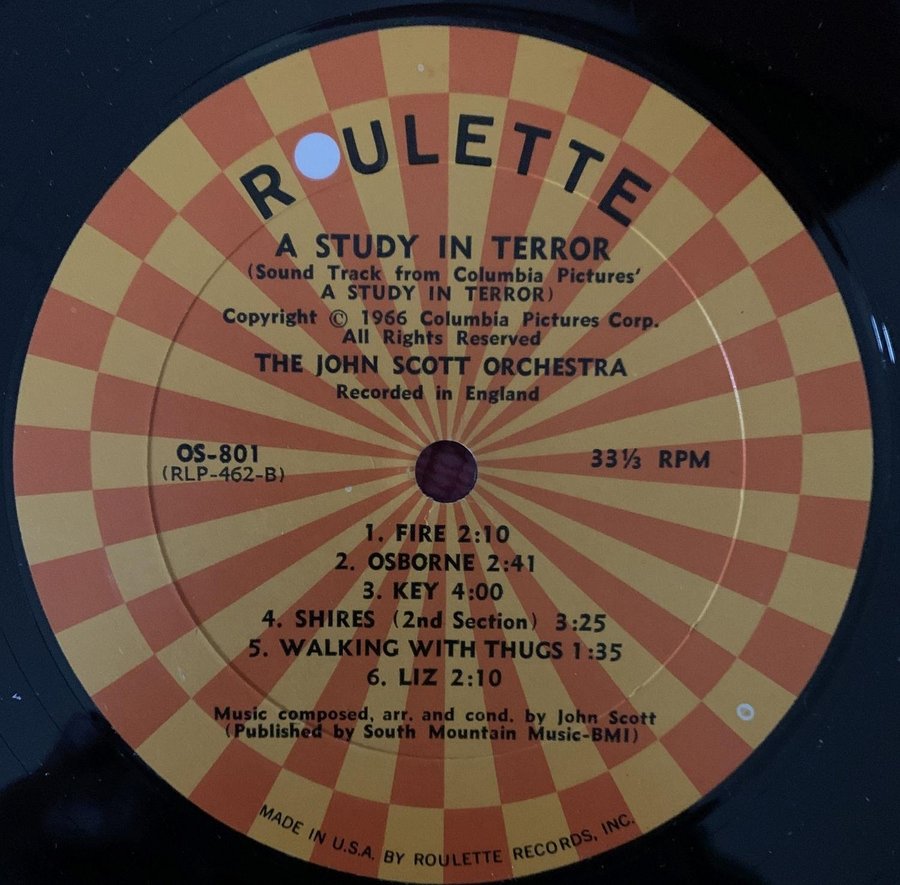 ROULETTE
A STUDY IN TERROR
(Sound Track from Columbia Pictures'
A STUDY IN TERROR)
Copyright © 1966 Columbia Pictures Corp.
All Rights Reserved
THE JOHN SCOTT ORCHESTRA
Recorded in England
OS-801
(RLP-462-B)
33⅓ RPM
1. FIRE 2:10
2. OSBORNE 2:41
3. KEY 4:00
4. SHIRES (2nd Section) 3:25
5. WALKING WITH THUGS 1:35
6. LIZ 2:10
Music composed, arr. and cond. by John Scott
(Published by South Mountain Music-BMI)
MADE IN U.S.A. BY ROULETTE RECORDS, INC.